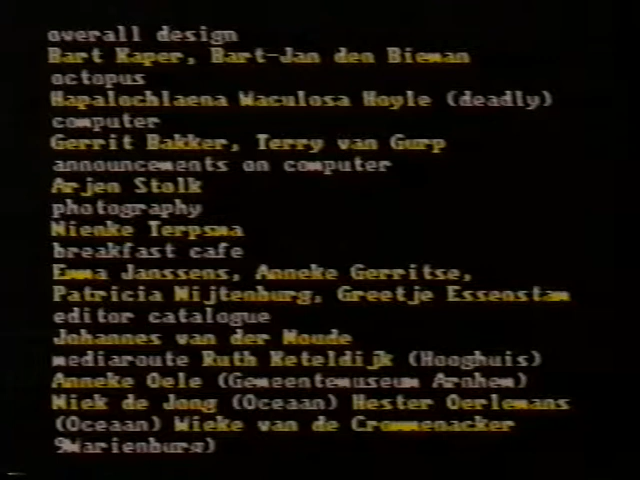 overall design
Bart Kaper, Bart-Jan den Bieman
octopus
Hapalochlaena Maculosa Hoyle (deadly)
computer
Gerrit Bakker, Terry van Gurp
announcements on computer
Arjen Stolk
photography
Nienke Terpsma
breakfast cafe
Emma Janssens, Anneke Gerritse,
Patricia Nijtenburg, Greetje Essenstam
editor catalogue
Johannes van der Woude
mediaroute Ruth Keteldijk (Hooghuis)
Anneke Oele (Gemeentemuseum Arnhem)
Miek de Jong (Oceaan) Hester Oerlemans
(Oceaan) Wieke van de Crommenacker
9Marienburg)